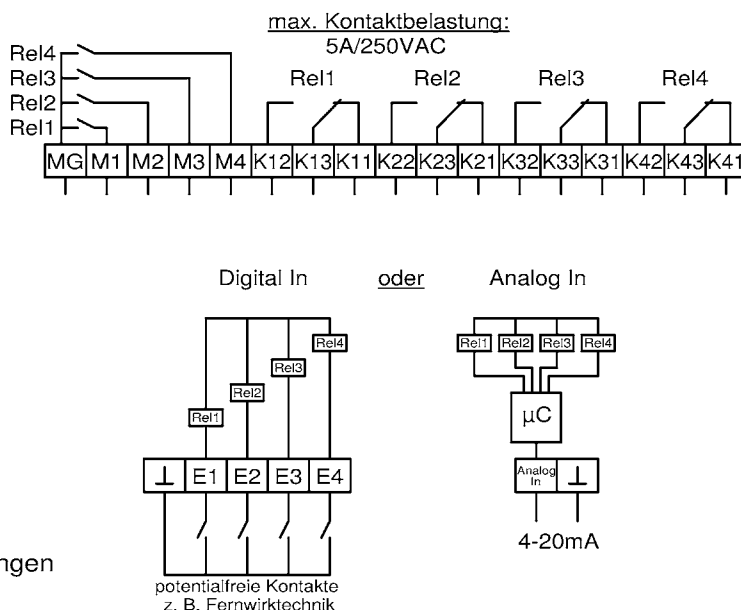 max. Kontaktbelastung:
5A/250VAC
Rel4
Rel3
Rel2
Rel1
Rel1 Rel2 Rel3 Rel4
MG M1 M2 M3 M4 K12 K13 K11 K22 K23 K21 K32 K33 K31 K42 K43 K41
Digital In oder Analog In
Rel4
Rel3
Rel2
Rel1
Rel1 Rel2 Rel3 Rel4
µC
⊥ E1 E2 E3 E4
Analog
In ⊥
4-20mA
ngen
potentialfreie Kontakte
z. B. Fernwirktechnik